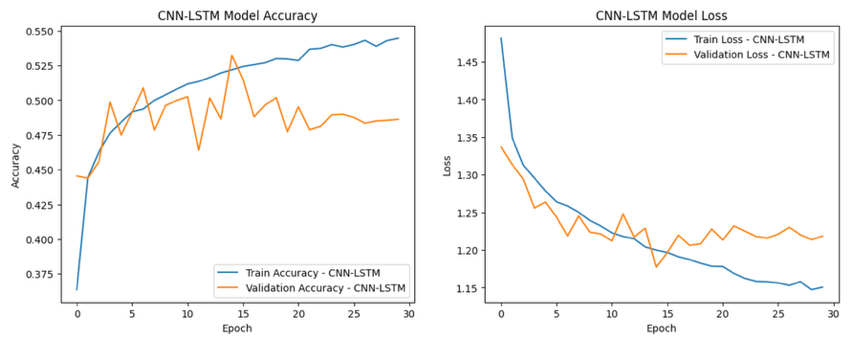 CNN-LSTM Model Accuracy
0.550
0.525
0.500
0.475
0.450
0.425
0.400
0.375
Accuracy
Train Accuracy - CNN-LSTM
Validation Accuracy - CNN-LSTM
0 5 10 15 20 25 30
Epoch
CNN-LSTM Model Loss
Train Loss - CNN-LSTM
Validation Loss - CNN-LSTM
1.45
1.40
1.35
1.30
1.25
1.20
1.15
Loss
0 5 10 15 20 25 30
Epoch